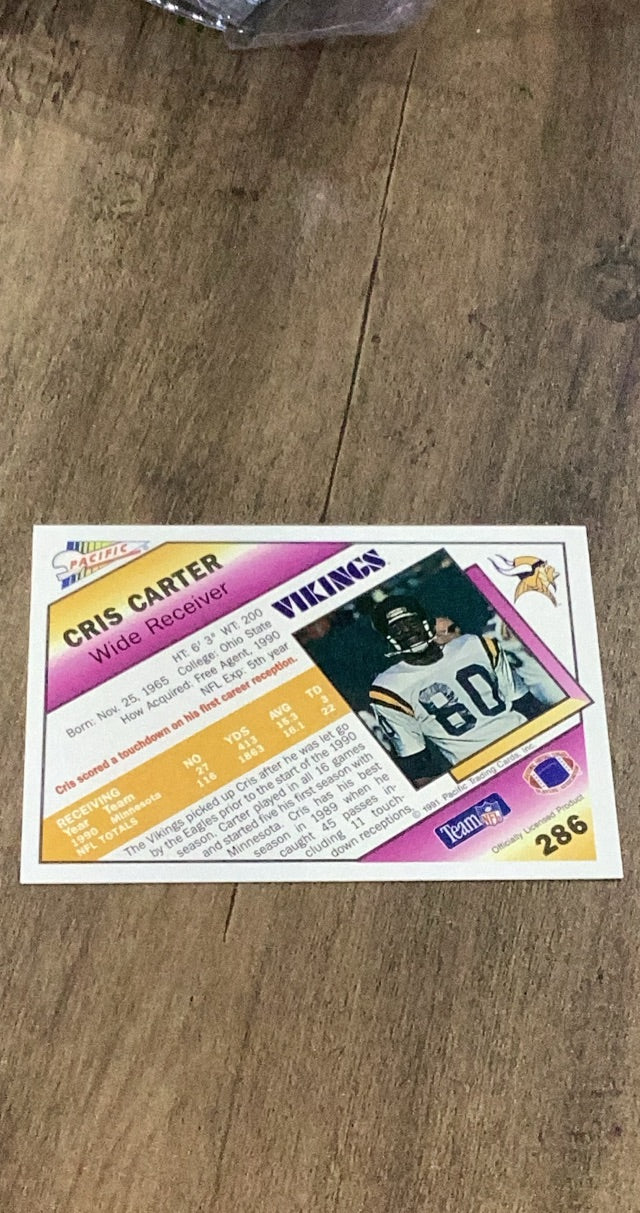 PACIFIC
CRIS CARTER
Wide Receiver
Born: Nov. 25, 1965 HT: 6' 3" WT: 200
College: Ohio State
How Acquired: Free Agent, 1990
NFL Exp: 5th year
Cris scored a touchdown on his first career reception.
RECEIVING
Year Team NO YDS AVG TD
1990 Minnesota 27 413 15.3 3
NFL TOTALS 116 1863 16.1 22
The Vikings picked up Cris after he was let go
by the Eagles prior to the start of the 1990
season. Carter played in all 16 games
and started five his first season with
Minnesota. Cris has his best
season in 1989 when he
caught 45 passes in-
cluding 11 touch-
down receptions.
VIKINGS
80
© 1991 Pacific Trading Cards Inc.
Team NFL
Officially Licensed Product
286